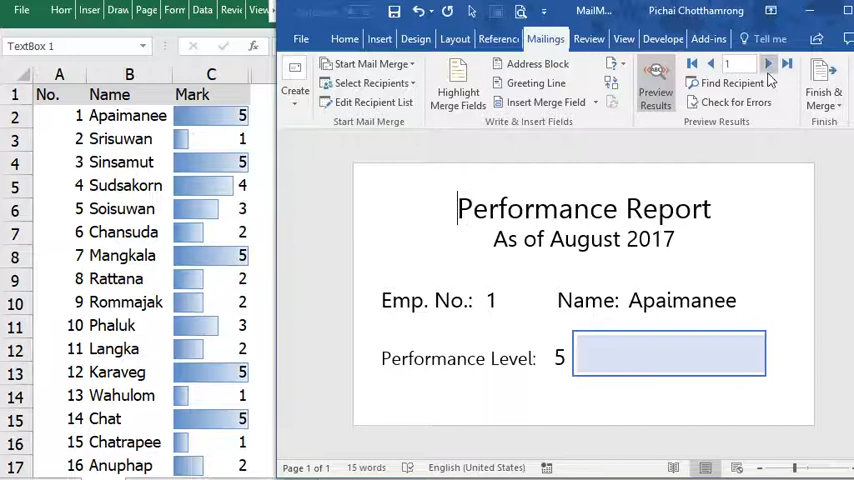 File
Inser
Draw
Page
Forr
Data
Revie
View
MailM...
Pichai Chotthamrong
TextBox 1
fx
File Home Insert Design Layout Reference Mailings Review View Develope Add-ins Tell me
Create
Start Mail Merge
Select Recipients
Edit Recipient List
Start Mail Merge
Highlight
Merge Fields
Address Block
Greeting Line
Insert Merge Field
Write & Insert Fields
ABC
Preview
Results
1
Find Recipient
Check for Errors
Preview Results
Finish &
Merge
Finish
A B C
1 No. Name Mark
2 1 Apaimanee 5
3 2 Srisuwan 1
4 3 Sinsamut 5
5 4 Sudsakorn 4
6 5 Soisuwan 3
7 6 Chansuda 2
8 7 Mangkala 5
9 8 Rattana 2
10 9 Rommajak 2
11 10 Phaluk 3
12 11 Langka 2
13 12 Karaveg 5
14 13 Wahulom 1
15 14 Chat 5
16 15 Chatrapee 1
17 16 Anuphap 2
Performance Report
As of August 2017
Emp. No.: 1 Name: Apaimanee
Performance Level: 5
Page 1 of 1 15 words English (United States)